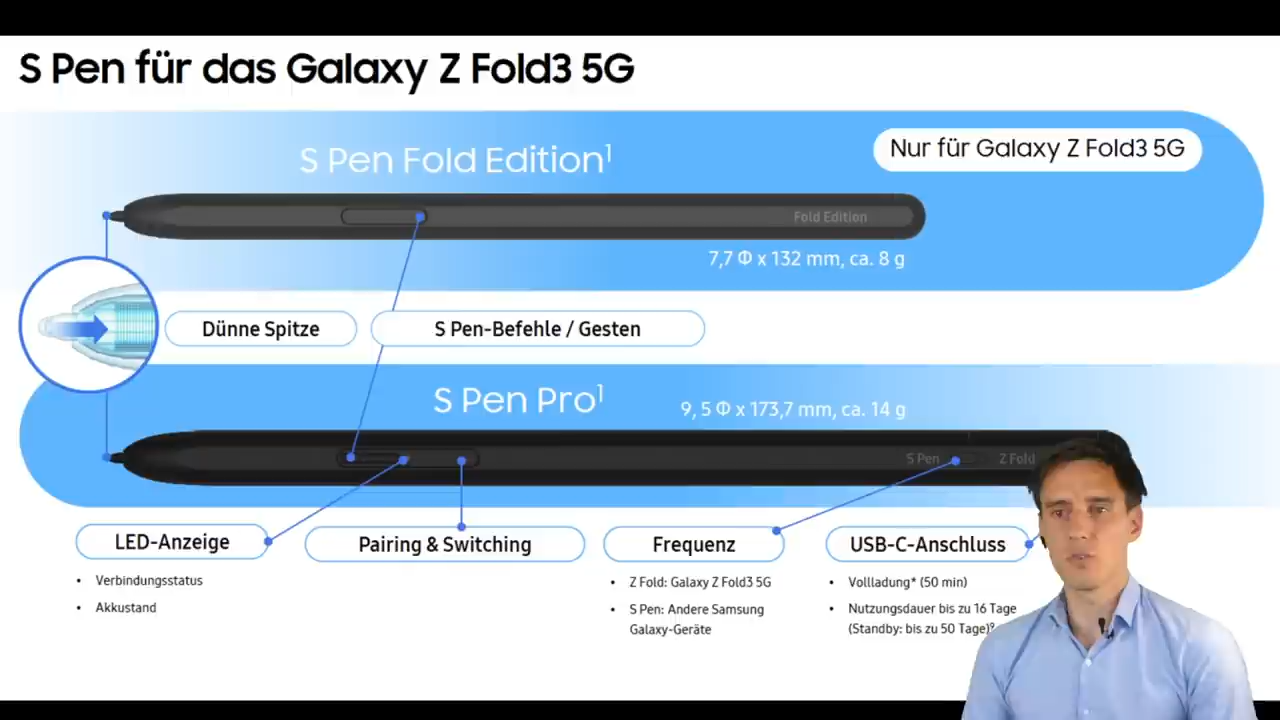 S Pen für das Galaxy Z Fold3 5G
S Pen Fold Edition¹
Nur für Galaxy Z Fold3 5G
Fold Edition
7,7 Φ x 132 mm, ca. 8 g
Dünne Spitze
S Pen-Befehle / Gesten
S Pen Pro¹
9, 5 Φ x 173,7 mm, ca. 14 g
S Pen
Z Fold
LED-Anzeige
• Verbindungsstatus
• Akkustand
Pairing & Switching
Frequenz
• Z Fold: Galaxy Z Fold3 5G
• S Pen: Andere Samsung
Galaxy-Geräte
USB-C-Anschluss
• Vollladung* (50 min)
• Nutzungsdauer bis zu 16 Tage
(Standby: bis zu 50 Tage)